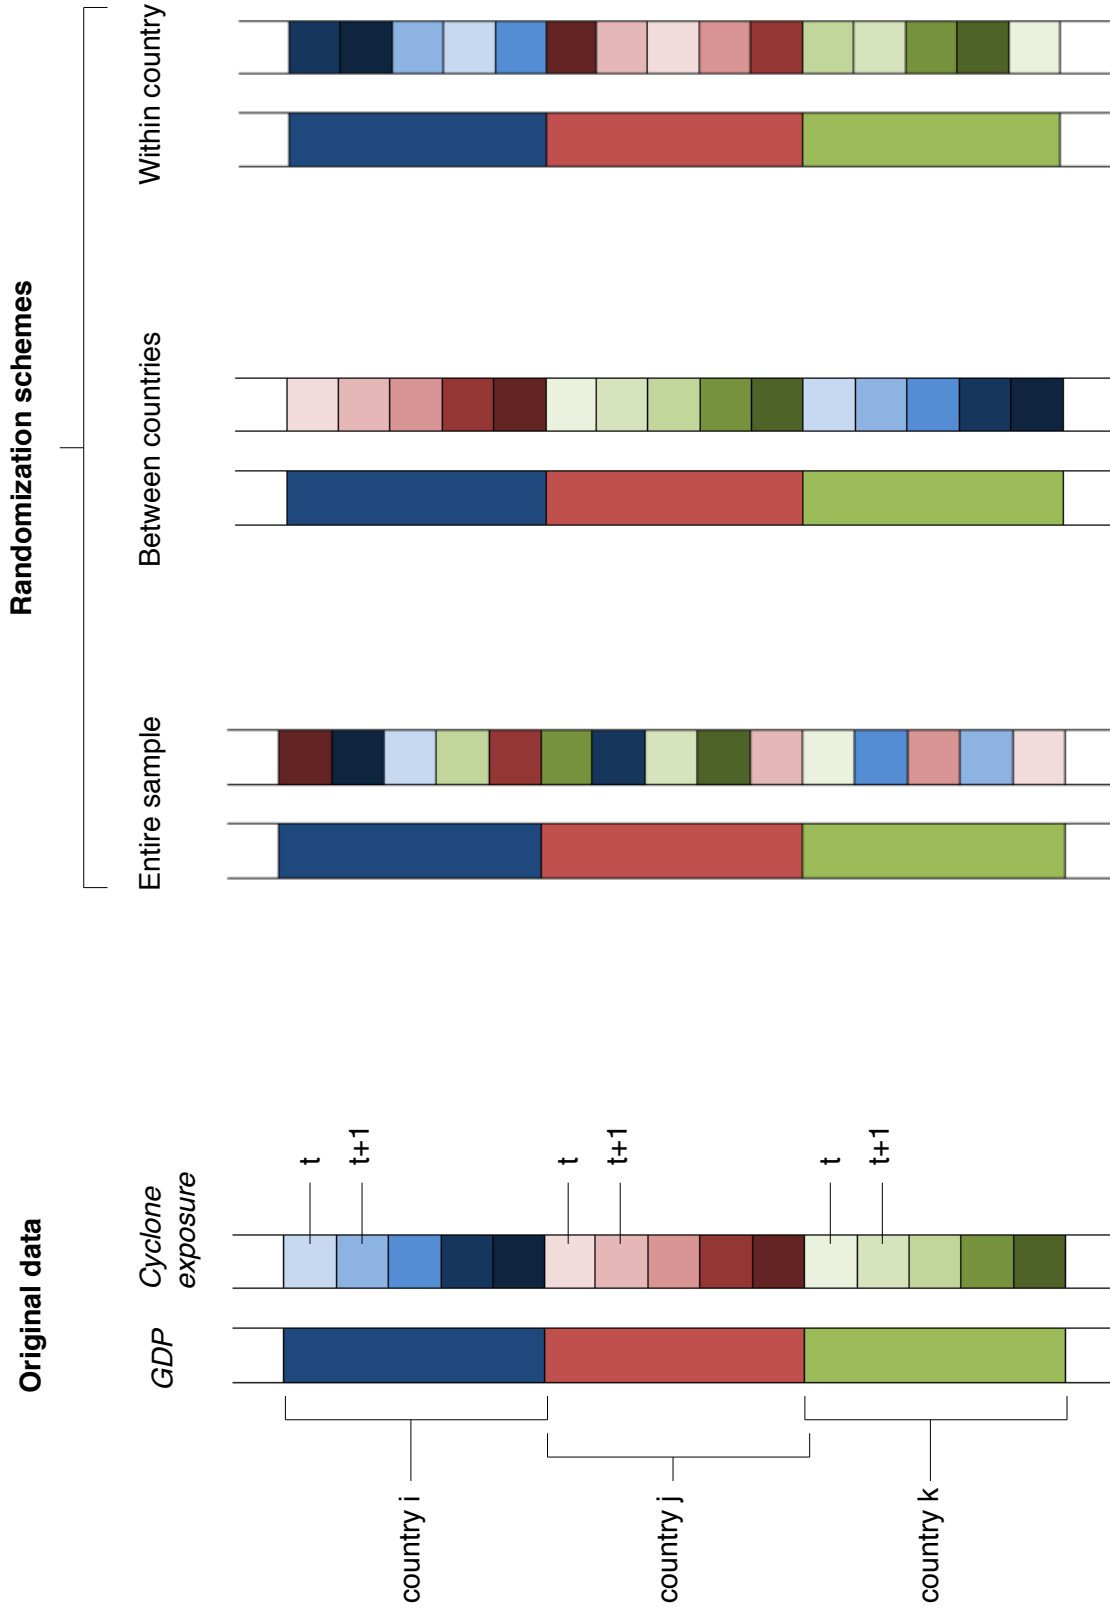 Original data
Randomization schemes
GDP
Cyclone
exposure
Entire sample
Between countries
Within country
country i
t
t+1
country j
t
t+1
country k
t
t+1